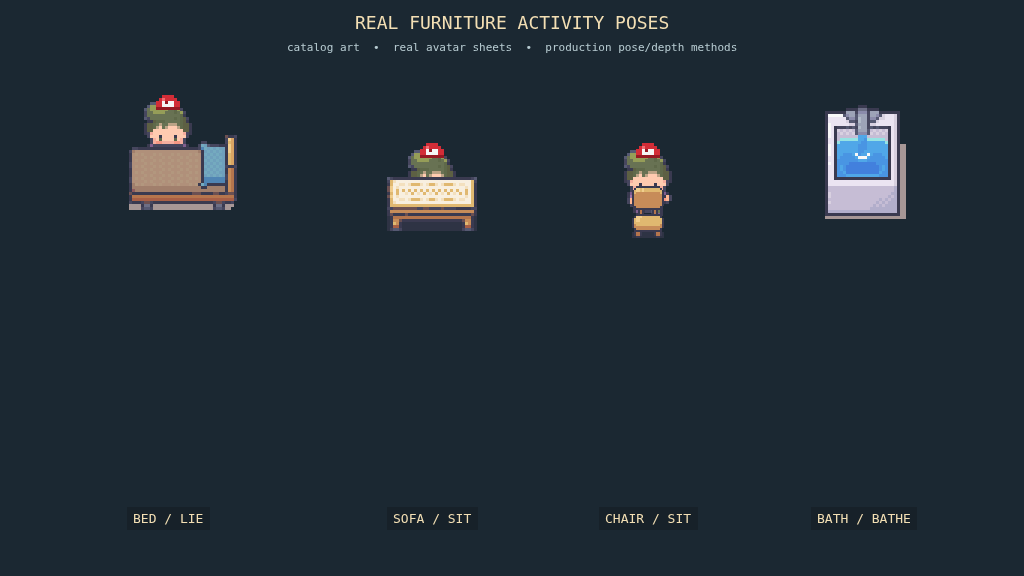 REAL FURNITURE ACTIVITY POSES
catalog art • real avatar sheets • production pose/depth methods
BED / LIE
SOFA / SIT
CHAIR / SIT
BATH / BATHE